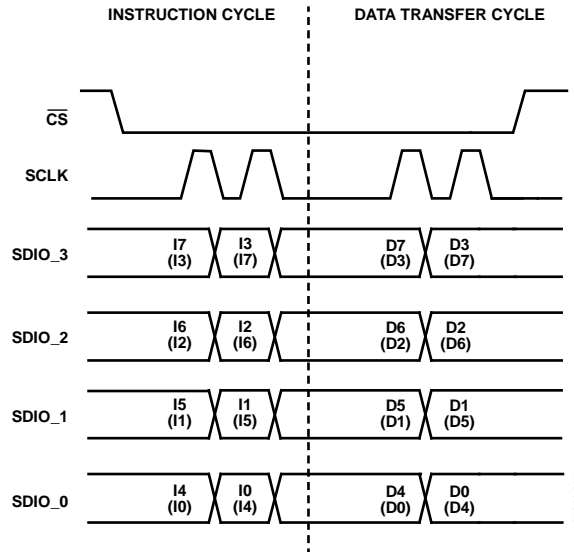 INSTRUCTION CYCLE DATA TRANSFER CYCLE
CS
SCLK
SDIO_3 I7 I3 D7 D3
(I3) (I7) (D3) (D7)
SDIO_2 I6 I2 D6 D2
(I2) (I6) (D2) (D6)
SDIO_1 I5 I1 D5 D1
(I1) (I5) (D1) (D5)
SDIO_0 I4 I0 D4 D0
(I0) (I4) (D0) (D4)